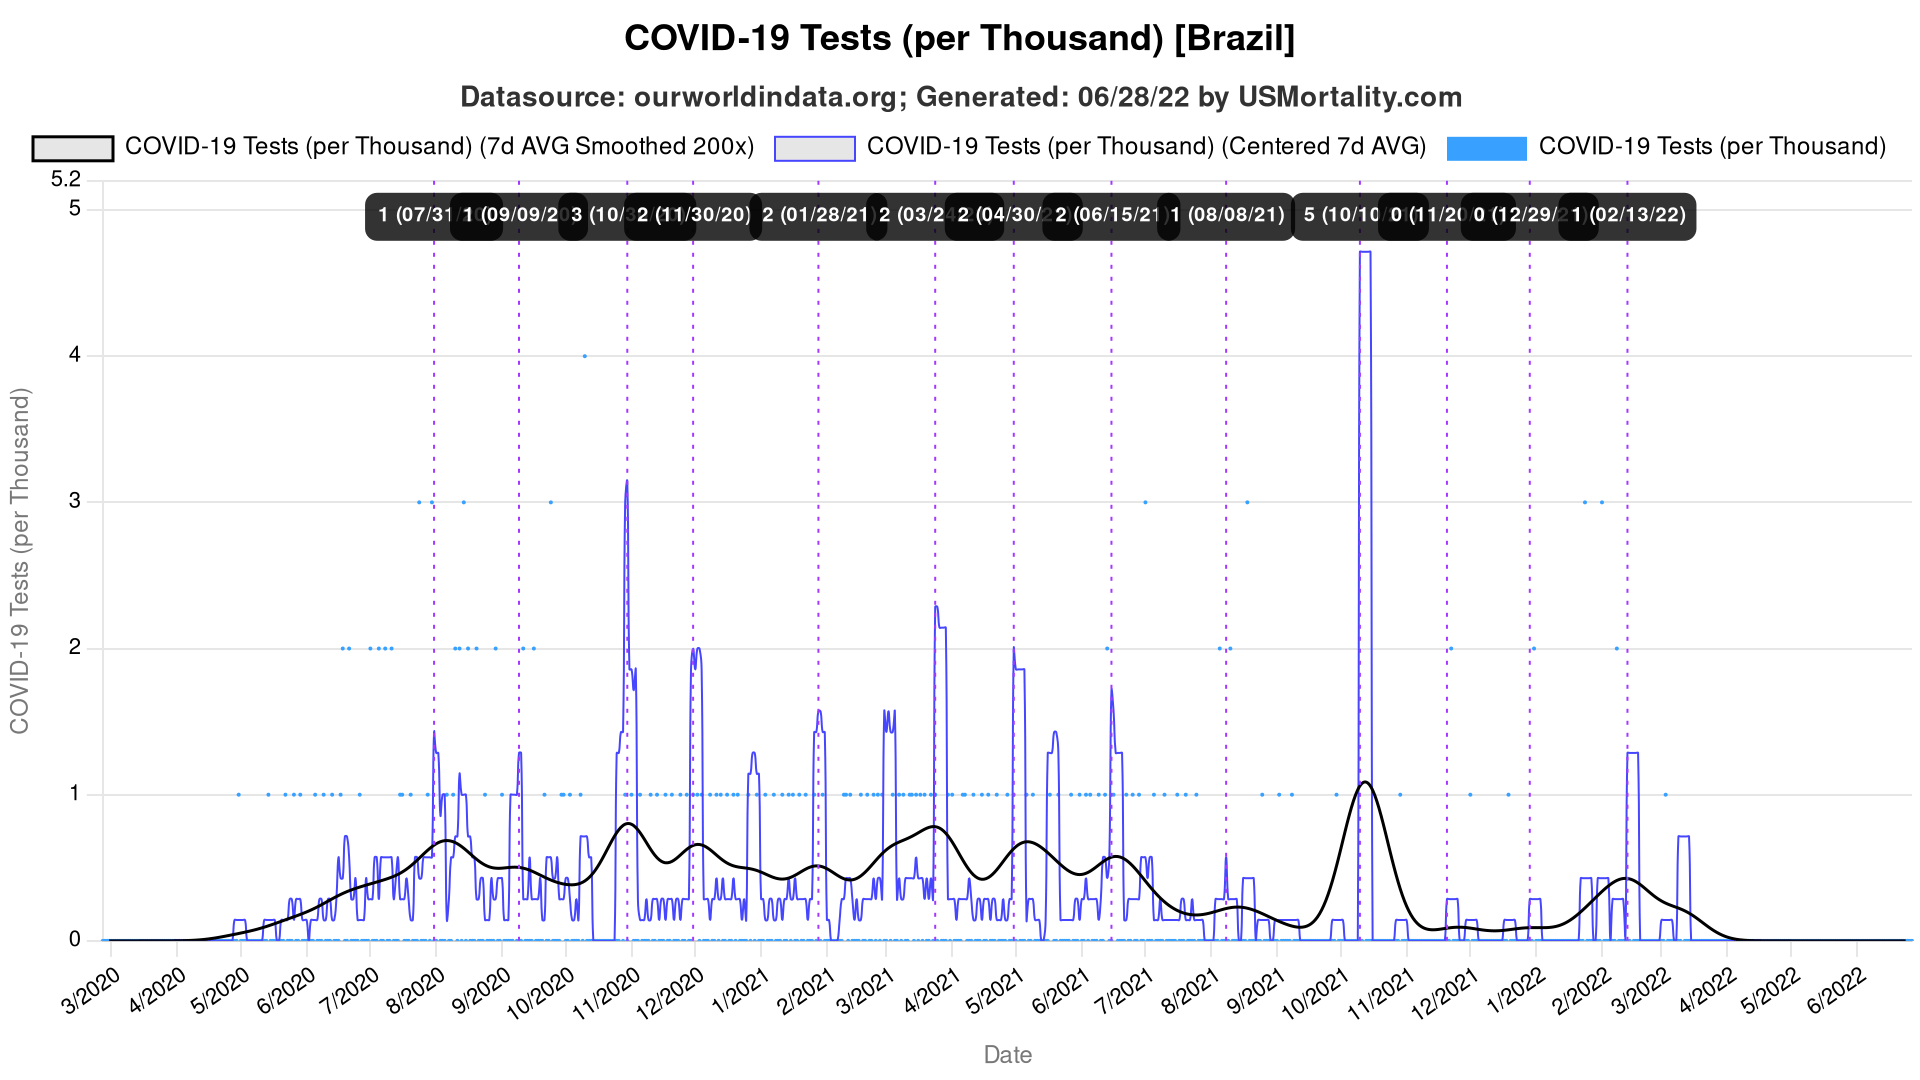 COVID-19 Tests (per Thousand) [Brazil]
Datasource: ourworldindata.org; Generated: 06/28/22 by USMortality.com
COVID-19 Tests (per Thousand) (7d AVG Smoothed 200x) COVID-19 Tests (per Thousand) (Centered 7d AVG) COVID-19 Tests (per Thousand)
5.2
5
1 (07/31/ (09/09/20 3 (10/3 (11/30/20) 2 (01/28/21) 2 (03/24 2 (04/30/2 2 (06/15/21) 1 (08/08/21) 5 (10/10/ 0 (11/20/ 0 (12/29/2 1 (02/13/22)
4
3
2
1
0
COVID-19 Tests (per Thousand)
3/2020 4/2020 5/2020 6/2020 7/2020 8/2020 9/2020 10/2020 11/2020 12/2020 1/2021 2/2021 3/2021 4/2021 5/2021 6/2021 7/2021 8/2021 9/2021 10/2021 11/2021 12/2021 1/2022 2/2022 3/2022 4/2022 5/2022 6/2022
Date